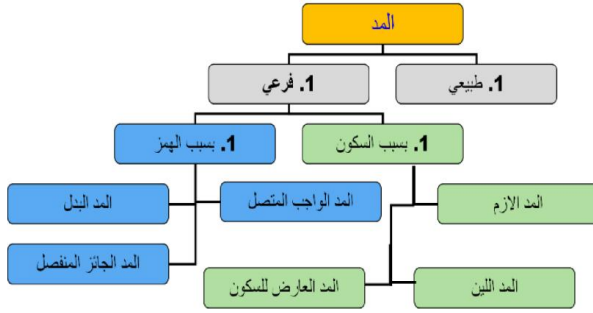 المد
1. طبيعي
1. فرعي
1. بسبب السكون
1. بسبب الهمز
المد الازم
المد الواجب المتصل
المد البدل
المد اللين
المد العارض للسكون
المد الجائز المنفصل